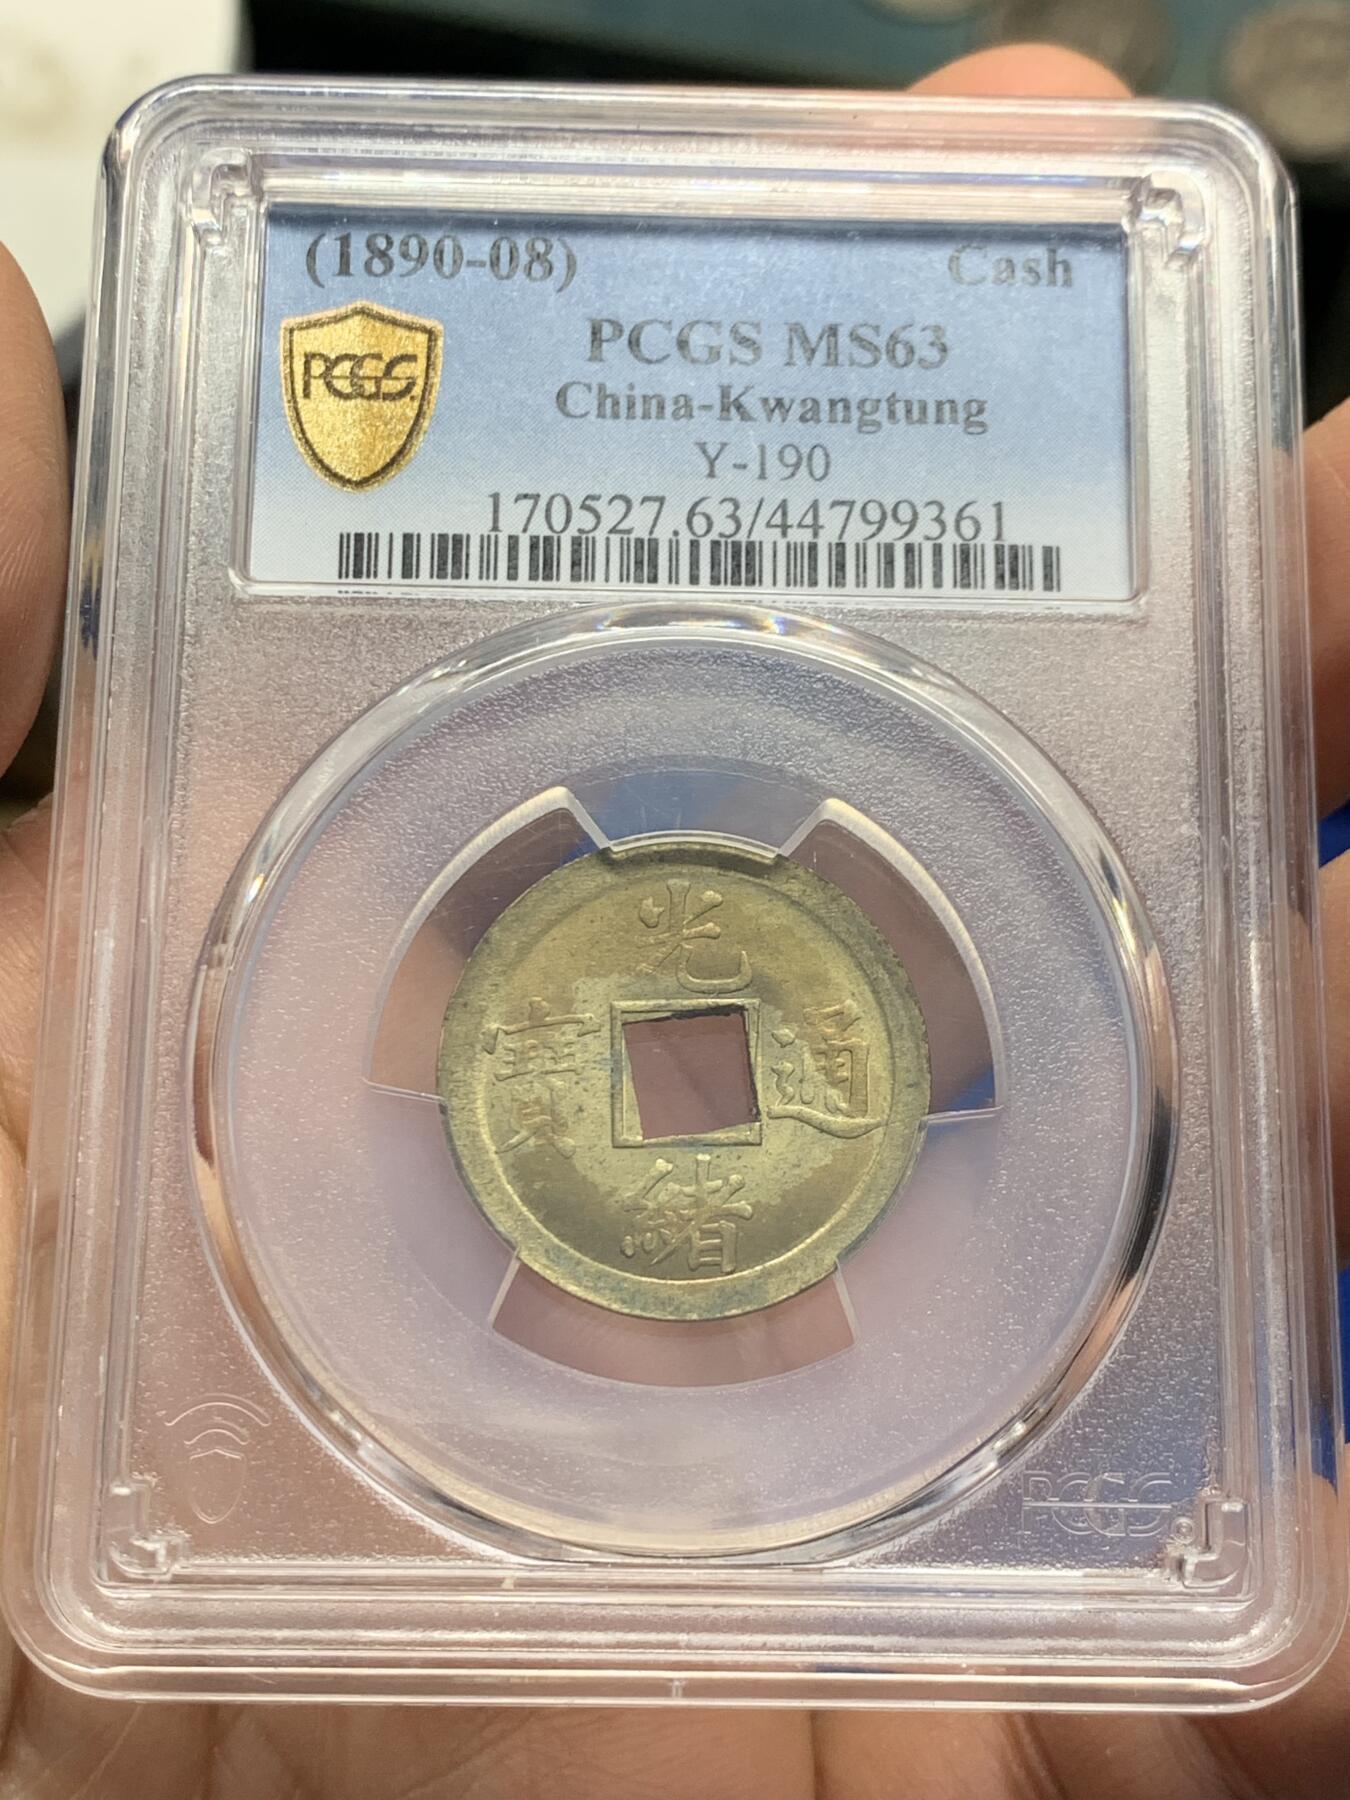 (1890-08) Cash
PCGS
PCGS MS63
China-Kwangtung
Y-190
170527.63/44799361
光
寶 通
緒
PCGS